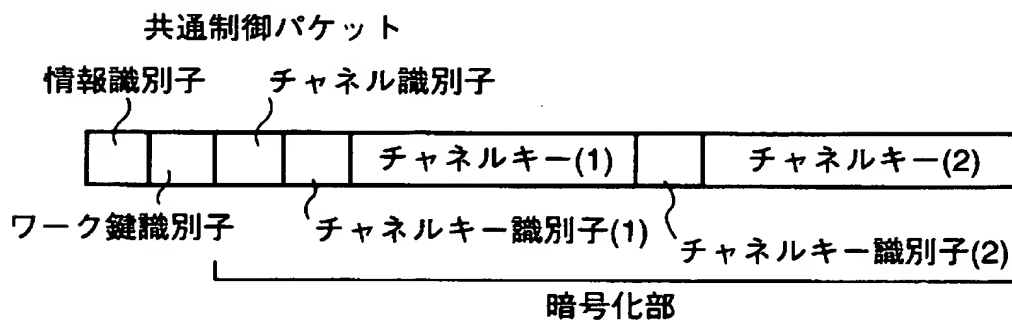 共通制御パケット
情報識別子
チャネル識別子
チャネルキー(1)
チャネルキー(2)
ワーク鍵識別子
チャネルキー識別子(1)
チャネルキー識別子(2)
暗号化部